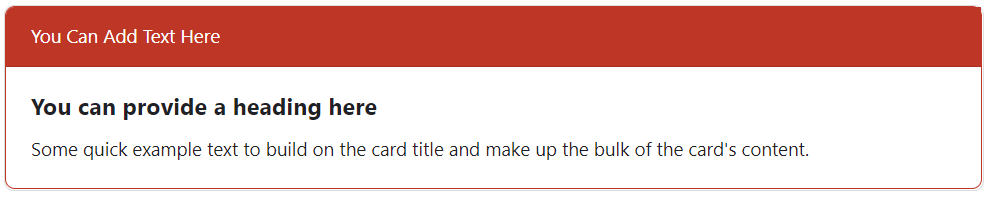 You Can Add Text Here
You can provide a heading here
Some quick example text to build on the card title and make up the bulk of the card's content.